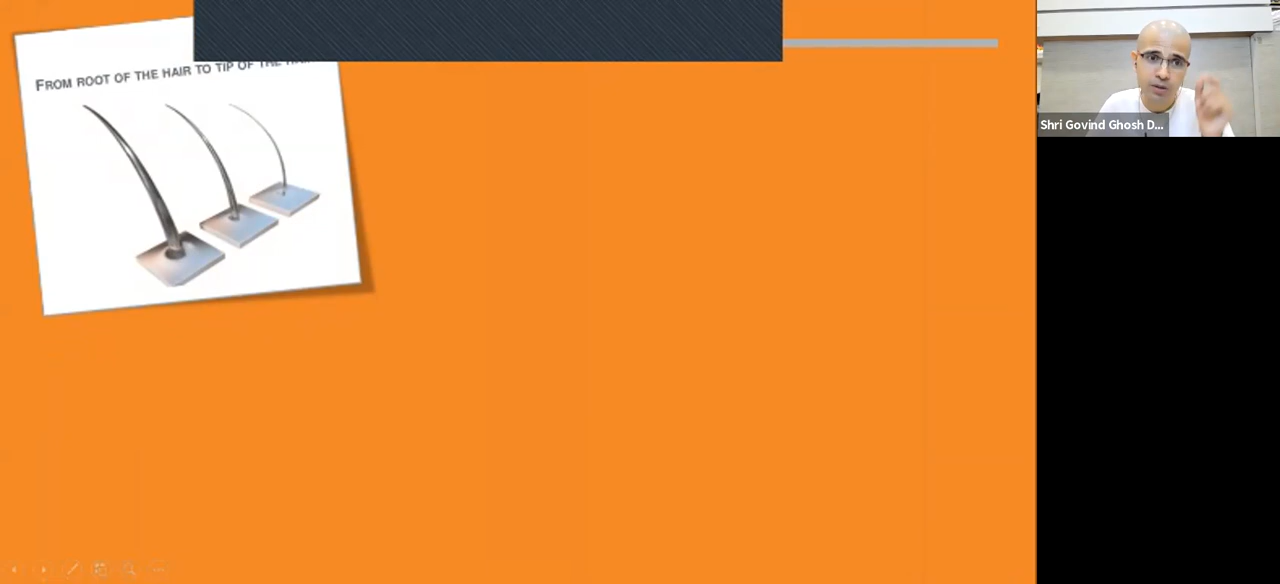 FROM ROOT OF THE HAIR TO TIP OF THE
Shri Govind Ghosh D...